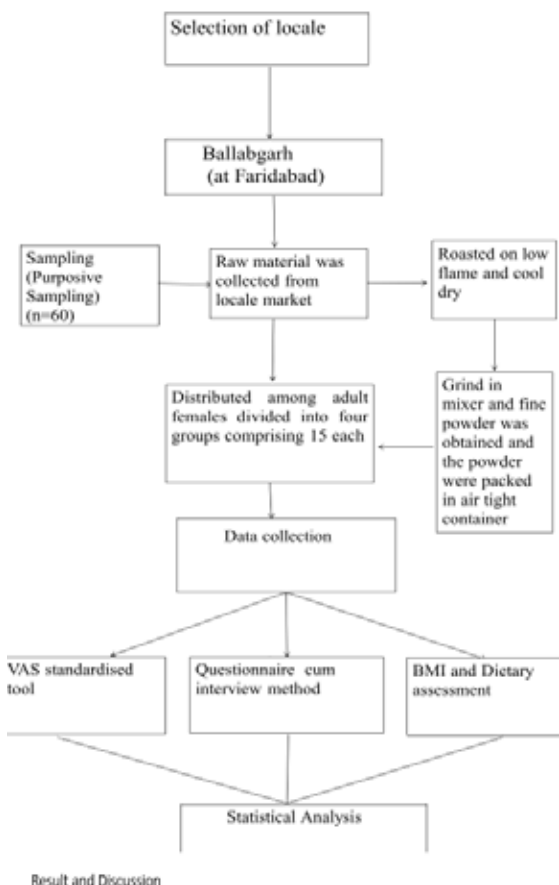 Selection of locale
Ballabgarh
(at Faridabad)
Sampling
(Purposive
Sampling)
(n=60)
Raw material was
collected from
locale market
Roasted on low
flame and cool
dry
Distributed among adult
females divided into four
groups comprising 15 each
Grind in
mixer and fine
powder was
obtained and
the powder
were packed
in air tight
container
Data collection
VAS standardised
tool
Questionnaire cum
interview method
BMI and Dietary
assessment
Statistical Analysis
Result and Discussion